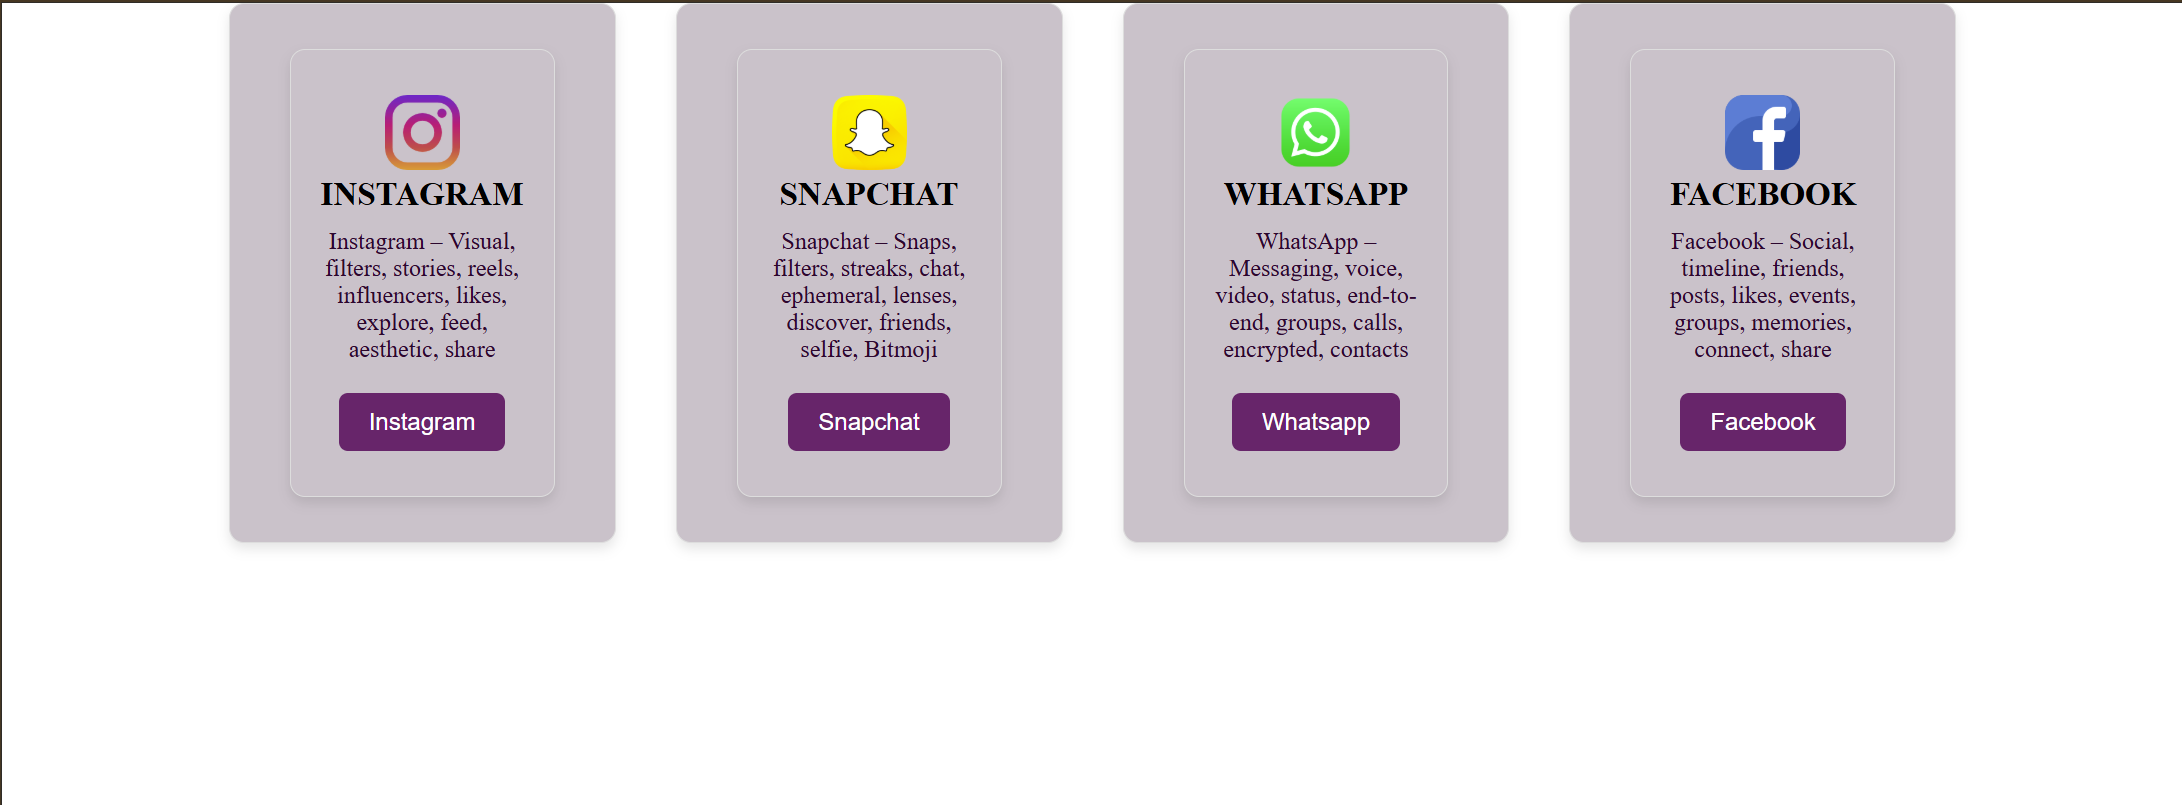 INSTAGRAM
Instagram – Visual,
filters, stories, reels,
influencers, likes,
explore, feed,
aesthetic, share
Instagram
SNAPCHAT
Snapchat – Snaps,
filters, streaks, chat,
ephemeral, lenses,
discover, friends,
selfie, Bitmoji
Snapchat
WHATSAPP
WhatsApp –
Messaging, voice,
video, status, end-to-
end, groups, calls,
encrypted, contacts
Whatsapp
FACEBOOK
Facebook – Social,
timeline, friends,
posts, likes, events,
groups, memories,
connect, share
Facebook